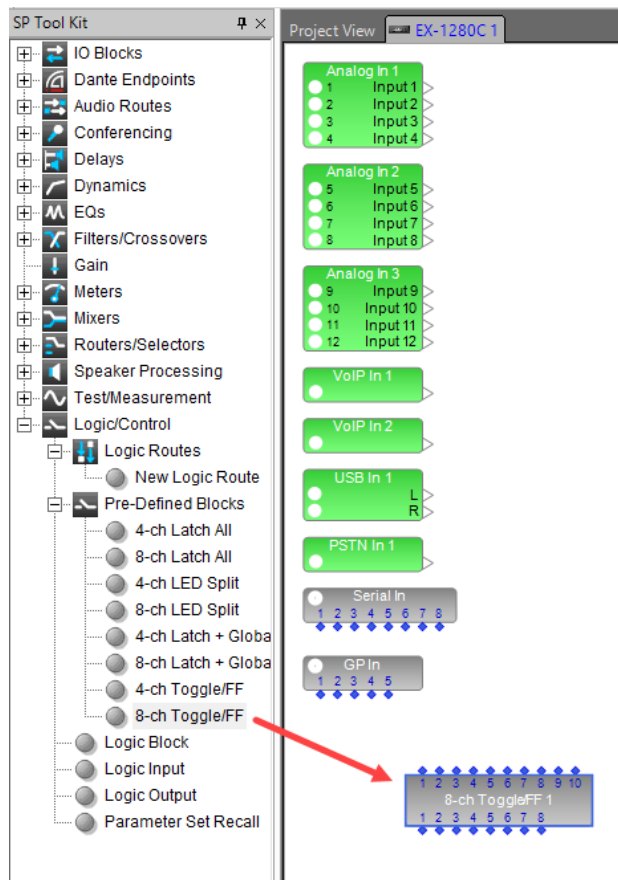 SP Tool Kit
IO Blocks
Dante Endpoints
Audio Routes
Conferencing
Delays
Dynamics
EQs
Filters/Crossovers
Gain
Meters
Mixers
Routers/Selectors
Speaker Processing
Test/Measurement
Logic/Control
Logic Routes
New Logic Route
Pre-Defined Blocks
4-ch Latch All
8-ch Latch All
4-ch LED Split
8-ch LED Split
4-ch Latch + Globa
8-ch Latch + Globa
4-ch Toggle/FF
8-ch Toggle/FF
Logic Block
Logic Input
Logic Output
Parameter Set Recall
Project View EX-1280C 1
Analog In 1
1 Input 1
2 Input 2
3 Input 3
4 Input 4
Analog In 2
5 Input 5
6 Input 6
7 Input 7
8 Input 8
Analog In 3
9 Input 9
10 Input 10
11 Input 11
12 Input 12
VoIP In 1
VoIP In 2
USB In 1
L
R
PSTN In 1
Serial In
1 2 3 4 5 6 7 8
GP In
1 2 3 4 5
1 2 3 4 5 6 7 8 9 10
8-ch Toggle/FF 1
1 2 3 4 5 6 7 8